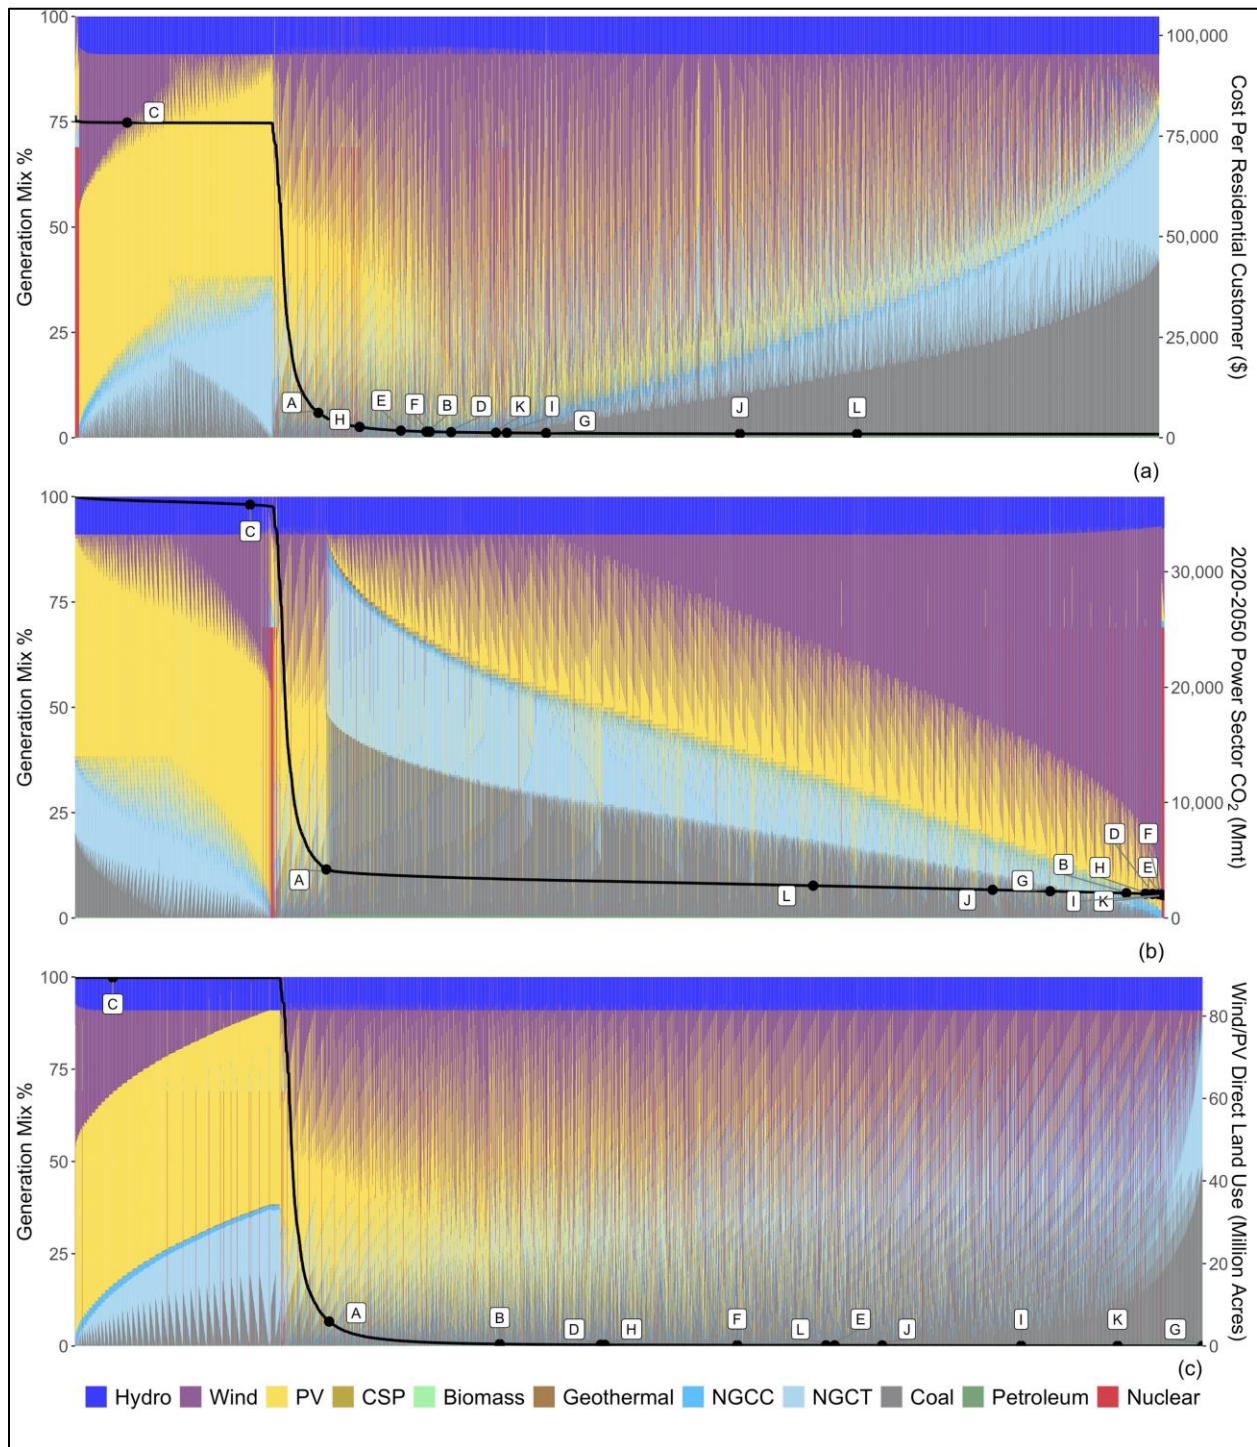 100
75
50
25
0
Generation Mix %
100,000
75,000
50,000
25,000
0
Cost Per Residential Customer ($)
C
A
H
E
F
B
D
K
I
G
J
L
(a)
100
75
50
25
0
Generation Mix %
30,000
20,000
10,000
0
2020-2050 Power Sector CO₂ (Mmt)
C
A
L
J
G
B
H
D
F
E
I
K
(b)
100
75
50
25
0
Generation Mix %
80
60
40
20
0
Wind/PV Direct Land Use (Million Acres)
C
A
B
D
H
F
L
E
J
I
K
G
(c)
Hydro Wind PV CSP Biomass Geothermal NGCC NGCT Coal Petroleum Nuclear